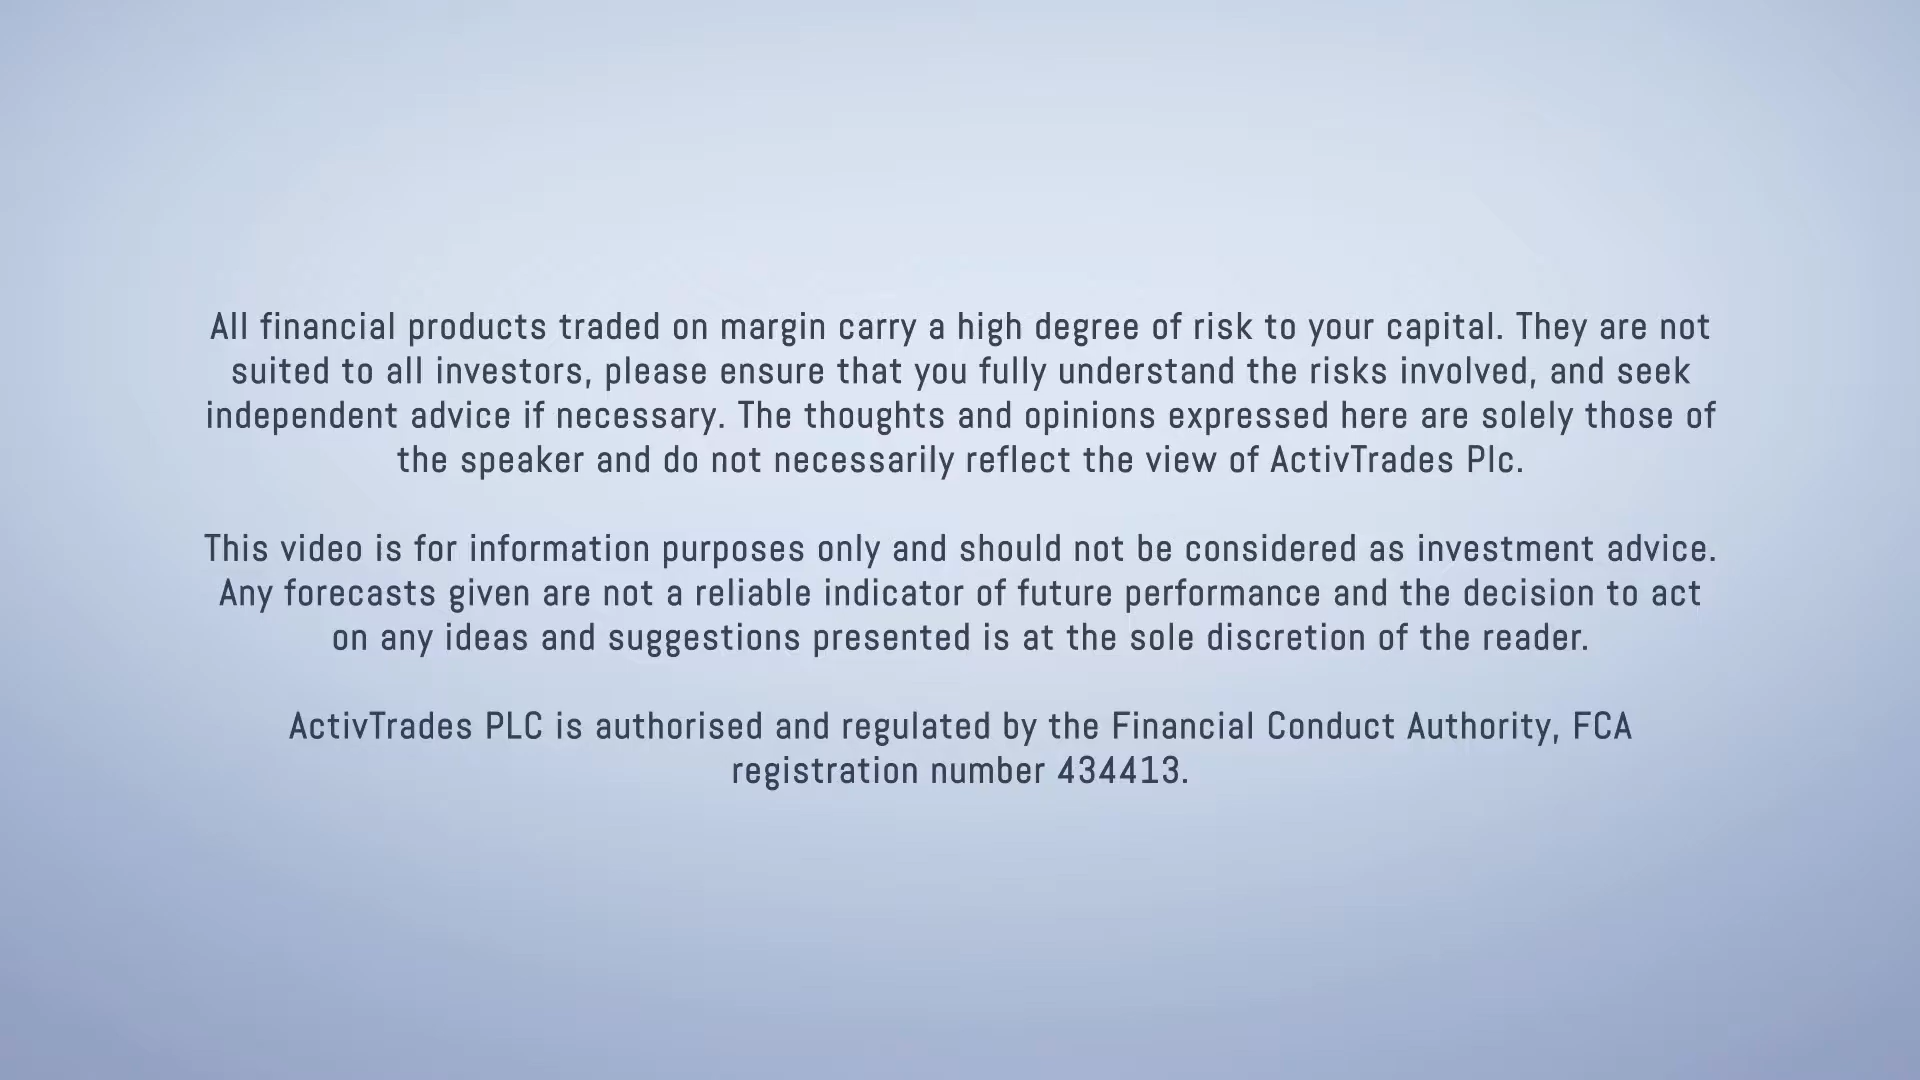 All financial products traded on margin carry a high degree of risk to your capital. They are not
suited to all investors, please ensure that you fully understand the risks involved, and seek
independent advice if necessary. The thoughts and opinions expressed here are solely those of
the speaker and do not necessarily reflect the view of ActivTrades Plc.
This video is for information purposes only and should not be considered as investment advice.
Any forecasts given are not a reliable indicator of future performance and the decision to act
on any ideas and suggestions presented is at the sole discretion of the reader.
ActivTrades PLC is authorised and regulated by the Financial Conduct Authority, FCA
registration number 434413.